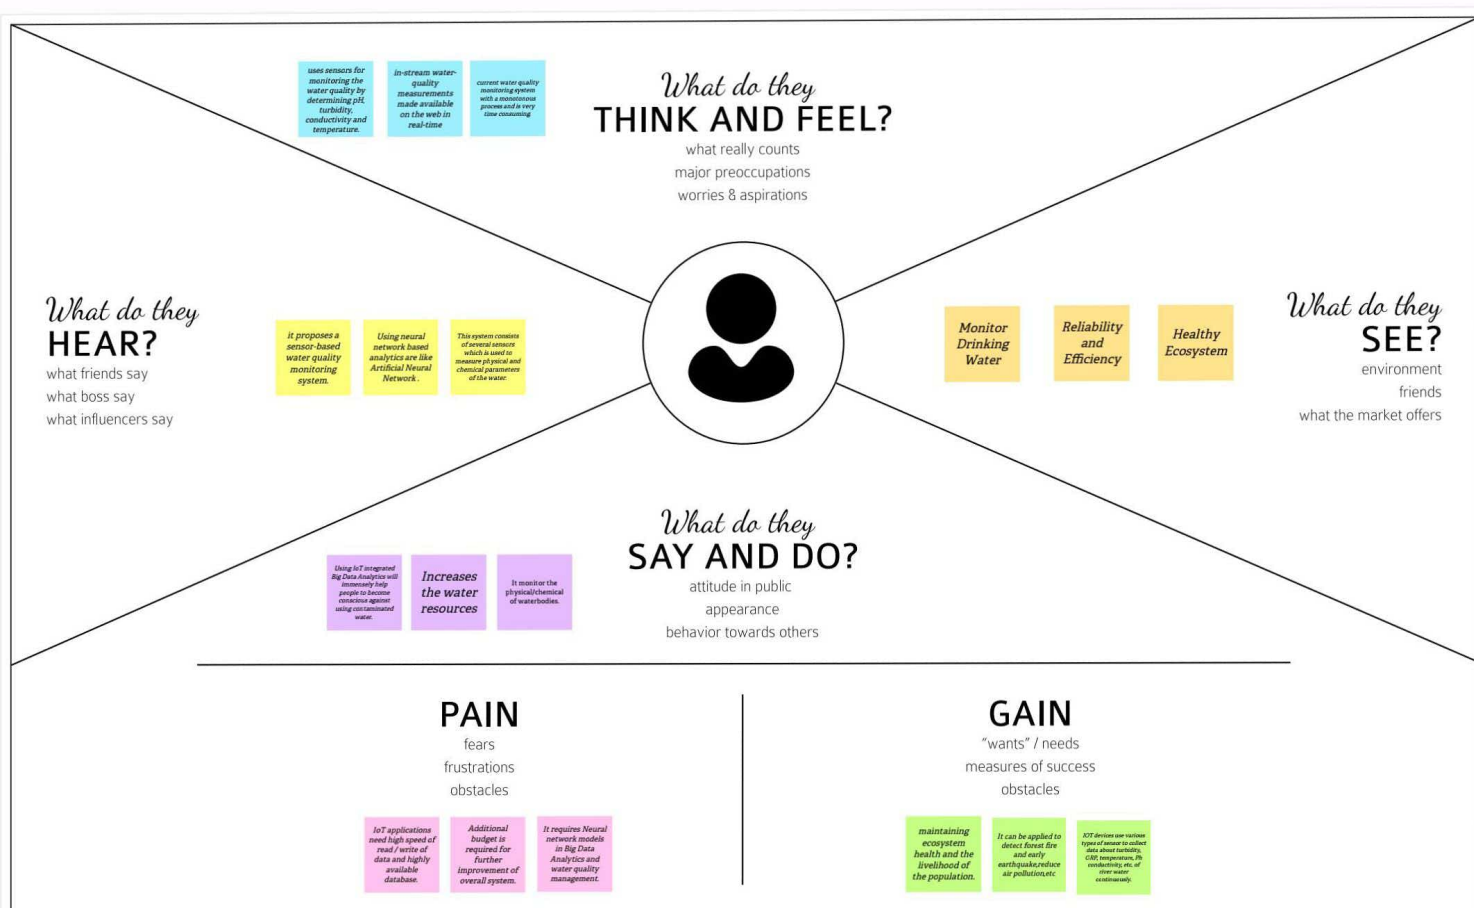 uses sensors for
monitoring the
water quality by
determining pH,
turbidity,
conductivity and
temperature.
in-stream water-
quality
measurements
made available
on the web in
real-time
current water quality
monitoring system
with a monotonous
process and is very
time consuming.
What do they
THINK AND FEEL?
what really counts
major preoccupations
worries & aspirations
What do they
HEAR?
what friends say
what boss say
what influencers say
it proposes a
sensor-based
water quality
monitoring
system.
Using neural
network based
analytics are like
Artificial Neural
Network .
This system consists
of several sensors
which is used to
measure physical and
chemical parameters
of the water.
Monitor
Drinking
Water
Reliability
and
Efficiency
Healthy
Ecosystem
What do they
SEE?
environment
friends
what the market offers
Using IoT integrated
Big Data Analytics will
immensely help
people to become
conscious against
using contaminated
water.
Increases
the water
resources
It monitor the
physical/chemical
of waterbodies.
What do they
SAY AND DO?
attitude in public
appearance
behavior towards others
PAIN
fears
frustrations
obstacles
IoT applications
need high speed of
read / write of
data and highly
available
database.
Additional
budget is
required for
further
improvement of
overall system.
It requires Neural
network models
in Big Data
Analytics and
water quality
management.
GAIN
"wants" / needs
measures of success
obstacles
maintaining
ecosystem
health and the
livelihood of
the population.
It can be applied to
detect forest fire
and early
earthquake,reduce
air pollution,etc
IOT devices use various
types of sensor to collect
data about turbidity,
ORP, temperature, Ph
conductivity, etc, of
river water
continuously.